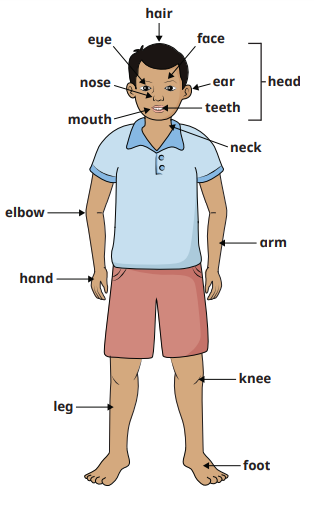 hair
eye
face
nose
ear
head
mouth
teeth
neck
elbow
arm
hand
knee
leg
foot